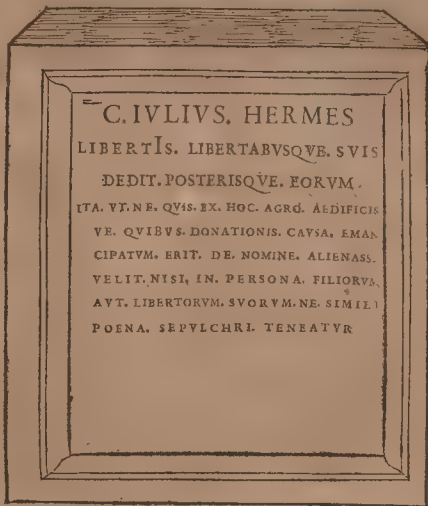 C. IVLIVS. HERMES
LIBERTIS. LIBERTABVSQVE. SVIS
DEDIT. POSTERISQVE. EORVM.
ITA. VT. NE. QVIS. EX. HOC. AGRO. AEDIFICIS
VE. QVIBVS. DONATIONIS. CAVSA. EMAN
CIPATVM. ERIT. DE. NOMINE. ALIENASS.
VELIT. NISI, IN. PERSONA. FILIORVM
AVT. LIBERTORVM. SVORVM. NE. SIMILI
POENA. SEPVLCHRI. TENEATVR